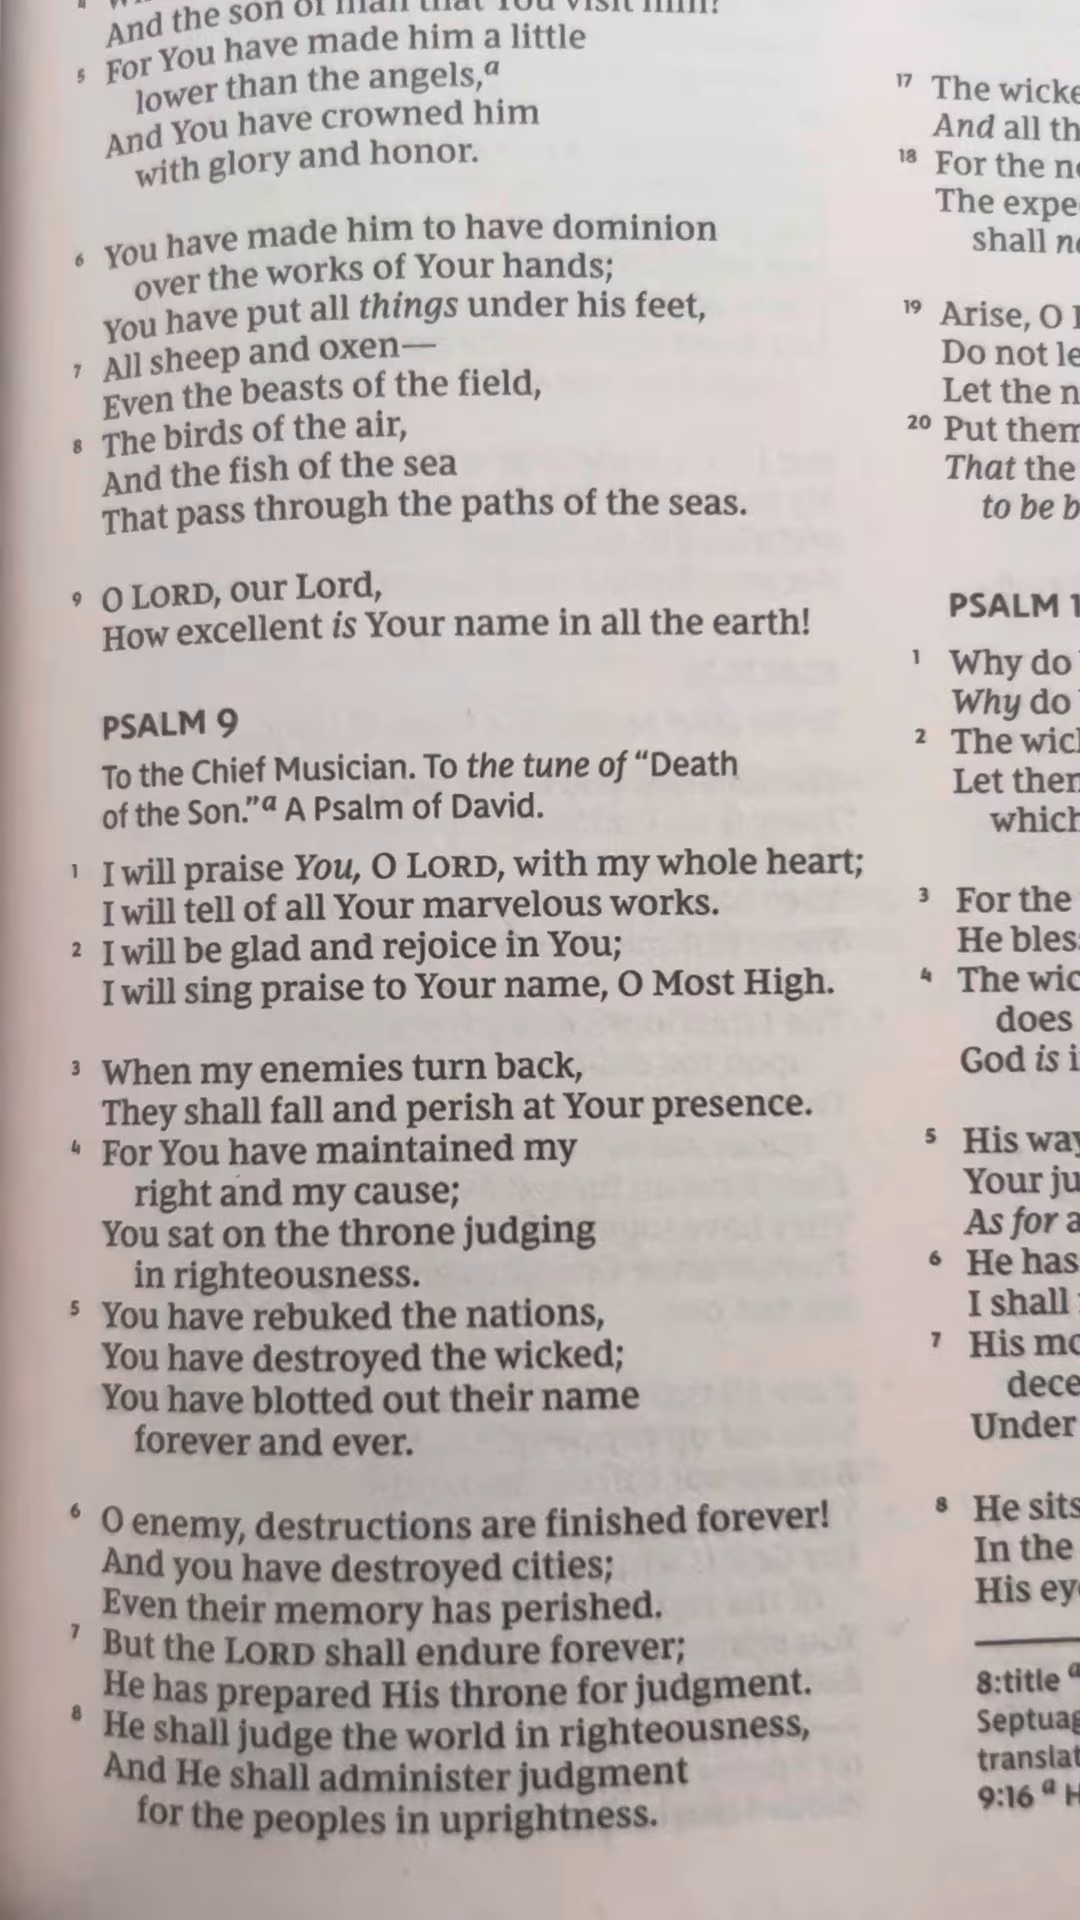 And the son of man that You visit him?
5 For You have made him a little
lower than the angels,a
And You have crowned him
with glory and honor.
6 You have made him to have dominion
over the works of Your hands;
You have put all things under his feet,
7 All sheep and oxen—
Even the beasts of the field,
8 The birds of the air,
And the fish of the sea
That pass through the paths of the seas.
9 O LORD, our Lord,
How excellent is Your name in all the earth!
PSALM 9
To the Chief Musician. To the tune of “Death
of the Son.”a A Psalm of David.
1 I will praise You, O LORD, with my whole heart;
I will tell of all Your marvelous works.
2 I will be glad and rejoice in You;
I will sing praise to Your name, O Most High.
3 When my enemies turn back,
They shall fall and perish at Your presence.
4 For You have maintained my
right and my cause;
You sat on the throne judging
in righteousness.
5 You have rebuked the nations,
You have destroyed the wicked;
You have blotted out their name
forever and ever.
6 O enemy, destructions are finished forever!
And you have destroyed cities;
Even their memory has perished.
7 But the LORD shall endure forever;
He has prepared His throne for judgment.
8 He shall judge the world in righteousness,
And He shall administer judgment
for the peoples in uprightness.
17 The
And all
18 For the
The
shall
19 Arise, O
Do not
Let the
20 Put them
That the
to be
PSALM
1 Why do
Why do
2 The
Let
which
3 For the
He
4 The
does
God is
5 His
Your
As for
6 He has
I shall
7 His
Under
8 He sits
In the
His
8:title a
9:16 a